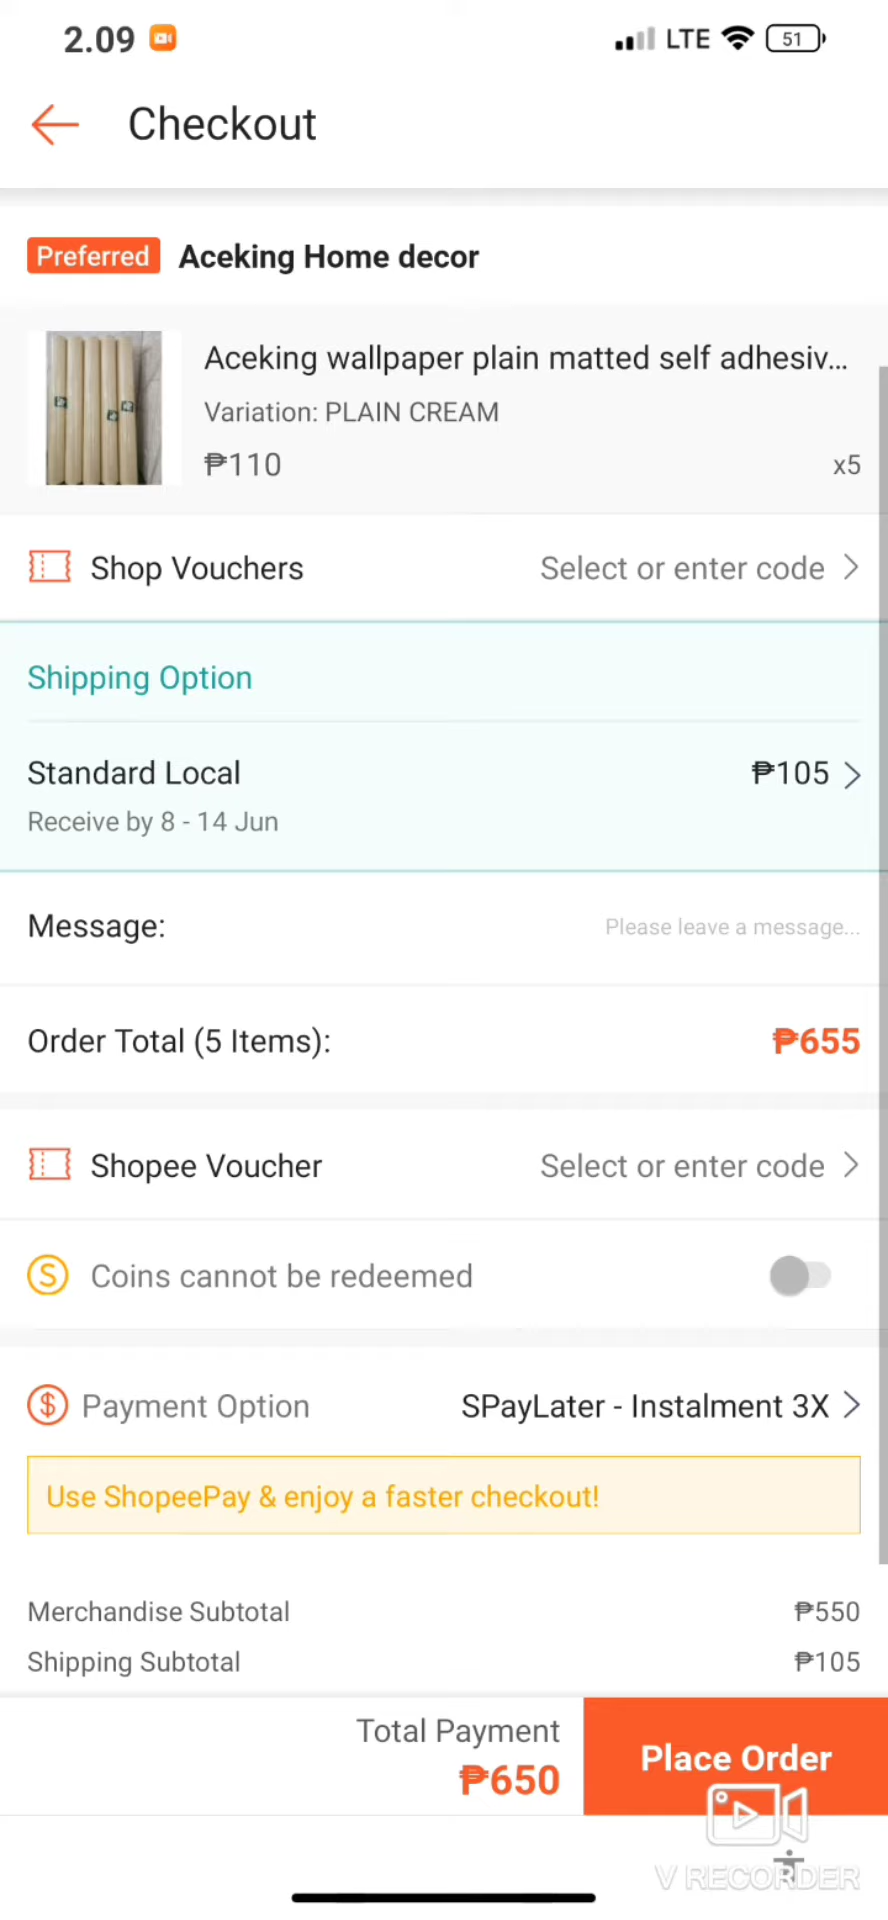 2.09 LTE 51
Checkout
Preferred Aceking Home decor
Aceking wallpaper plain matted self adhesiv...
Variation: PLAIN CREAM
₱110 x5
Shop Vouchers Select or enter code
Shipping Option
Standard Local ₱105
Receive by 8 - 14 Jun
Message: Please leave a message...
Order Total (5 Items): ₱655
Shopee Voucher Select or enter code
S Coins cannot be redeemed
$ Payment Option SPayLater - Instalment 3X
Use ShopeePay & enjoy a faster checkout!
Merchandise Subtotal ₱550
Shipping Subtotal ₱105
Total Payment
₱650
Place Order
V RECORDER